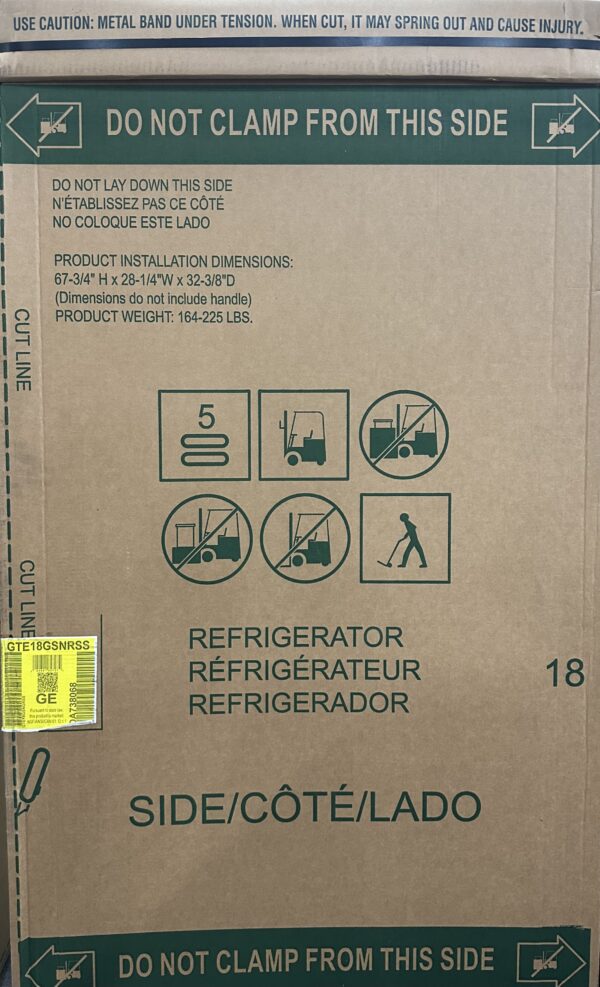 USE CAUTION: METAL BAND UNDER TENSION. WHEN CUT, IT MAY SPRING OUT AND CAUSE INJURY.
DO NOT CLAMP FROM THIS SIDE
DO NOT LAY DOWN THIS SIDE
N'ÉTABLISSEZ PAS CE CÔTÉ
NO COLOQUE ESTE LADO
PRODUCT INSTALLATION DIMENSIONS:
67-3/4" H x 28-1/4"W x 32-3/8"D
(Dimensions do not include handle)
PRODUCT WEIGHT: 164-225 LBS.
CUT LINE
5
CUT LINE
GTE18GSNRSS
GE
DA738068
REFRIGERATOR
RÉFRIGÉRATEUR
REFRIGERADOR
18
SIDE/CÔTÉ/LADO
DO NOT CLAMP FROM THIS SIDE